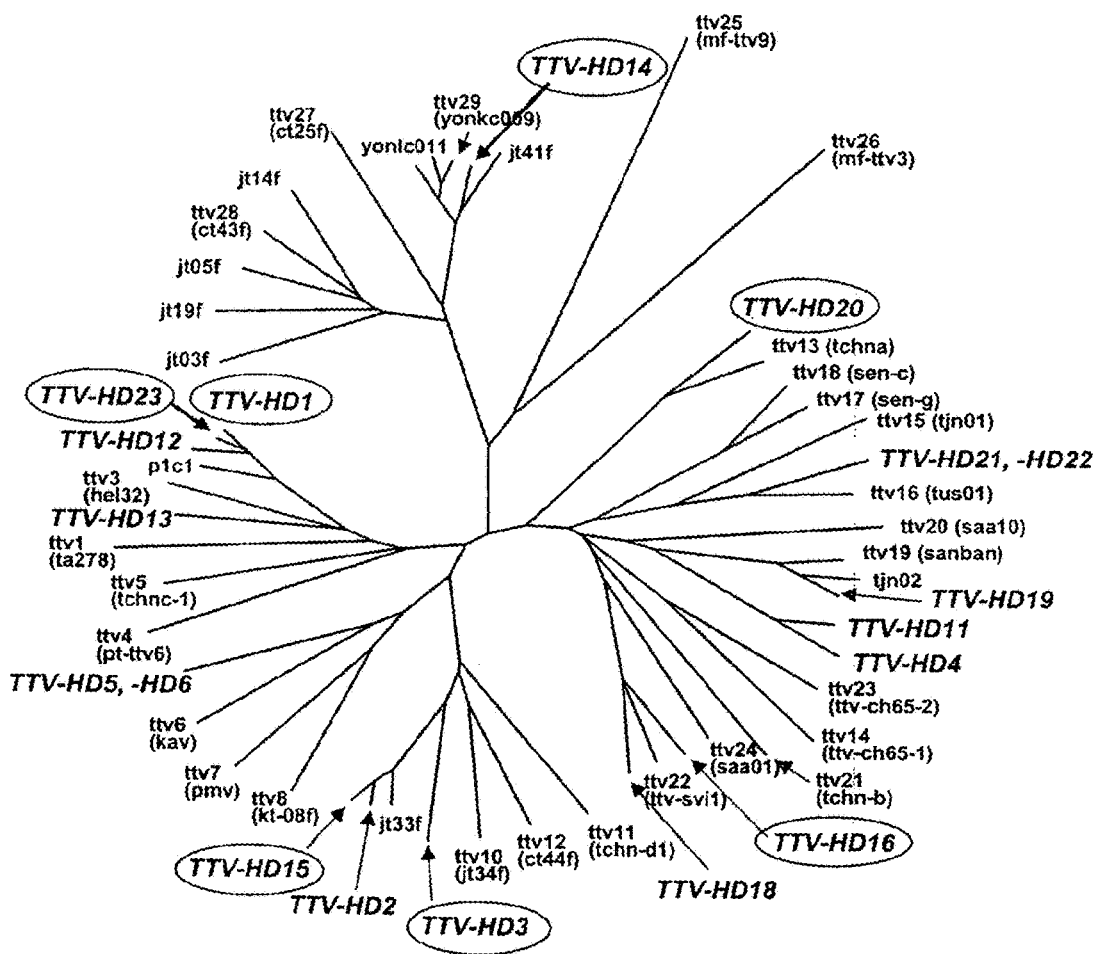 ttv25
(mf-ttv9)
TTV-HD14
ttv29
(yonkc009)
ttv27
(ct25f)
yonlc011
jt41f
ttv26
(mf-ttv3)
jt14f
ttv28
(ct43f)
jt05f
jt19f
jt03f
TTV-HD20
ttv13 (tchna)
ttv18 (sen-c)
ttv17 (sen-g)
ttv15 (tjn01)
TTV-HD21, -HD22
ttv16 (tus01)
ttv20 (saa10)
ttv19 (sanban)
tjn02
TTV-HD19
TTV-HD11
TTV-HD4
ttv23
(ttv-ch65-2)
ttv14
(ttv-ch65-1)
ttv21
(tchn-b)
ttv24
(saa01)
ttv22
(ttv-svi1)
TTV-HD16
TTV-HD18
TTV-HD23
TTV-HD1
TTV-HD12
p1c1
ttv3
(hel32)
TTV-HD13
ttv1
(ta278)
ttv5
(tchnc-1)
ttv4
(pt-ttv6)
TTV-HD5, -HD6
ttv6
(kav)
ttv7
(pmv)
ttv8
(kt-08f)
jt33f
TTV-HD15
TTV-HD2
TTV-HD3
ttv10
(jt34f)
ttv12
(ct44f)
ttv11
(tchn-d1)